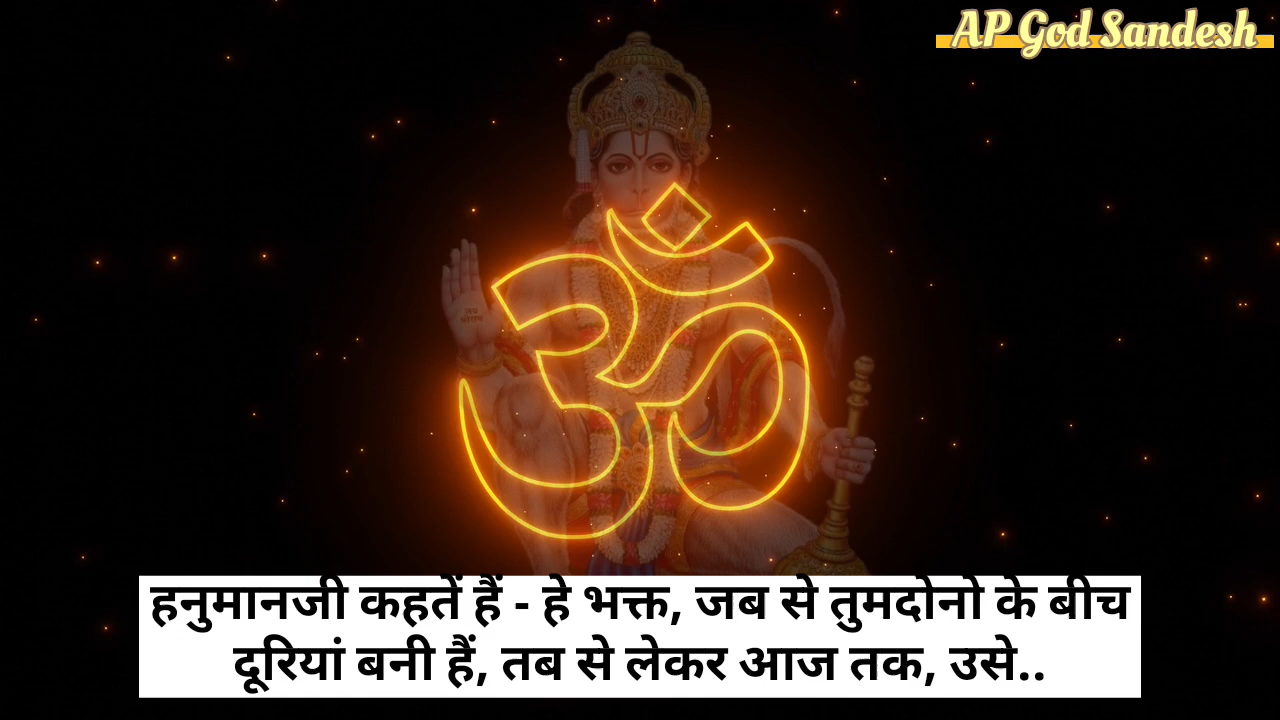 AP God Sandesh
हनुमानजी कहतें हैं - हे भक्त, जब से तुमदोनो के बीच
दूरियां बनी हैं, तब से लेकर आज तक, उसे..